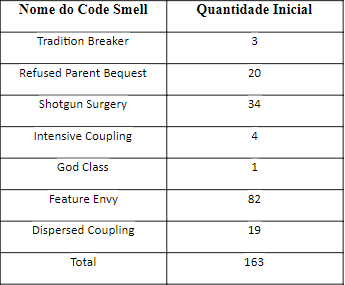 Nome do Code Smell Quantidade Inicial
Tradition Breaker 3
Refused Parent Bequest 20
Shotgun Surgery 34
Intensive Coupling 4
God Class 1
Feature Envy 82
Dispersed Coupling 19
Total 163